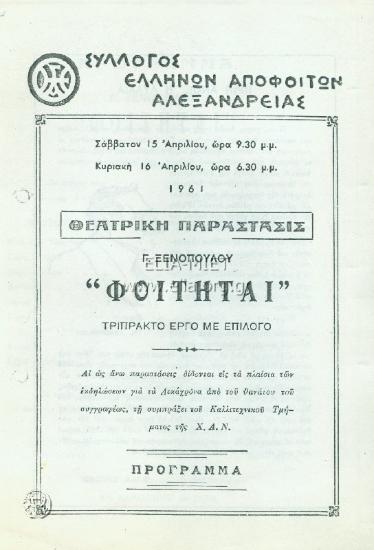 ΣΥΛΛΟΓΟΣ
ΕΛΛΗΝΩΝ ΑΠΟΦΟΙΤΩΝ
ΑΛΕΞΑΝΔΡΕΙΑΣ
Σάββατον 15 Ἀπριλίου, ὥρα 9.30 μ.μ.
Κυριακή 16 Ἀπριλίου, ὥρα 6.30 μ.μ.
1961
ΘΕΑΤΡΙΚΗ ΠΑΡΑΣΤΑΣΙΣ
Γ. ΞΕΝΟΠΟΥΛΟΥ
ΕΛΙΑ-ΜΙΕΤ
"ΦΟΙΤΗΤΑΙ"
ΤΡΙΠΡΑΚΤΟ ΕΡΓΟ ΜΕ ΕΠΙΛΟΓΟ
Αἱ ὡς ἄνω παραστάσεις δίδονται εἰς τὰ πλαίσια τῶν
ἐκδηλώσεων γιὰ τὰ Δεκάχρονα ἀπὸ τοῦ θανάτου τοῦ
συγγραφέως, τῇ συμπράξει τοῦ Καλλιτεχνικοῦ Τμή-
ματος τῆς Χ.Α.Ν.
ΠΡΟΓΡΑΜΜΑ